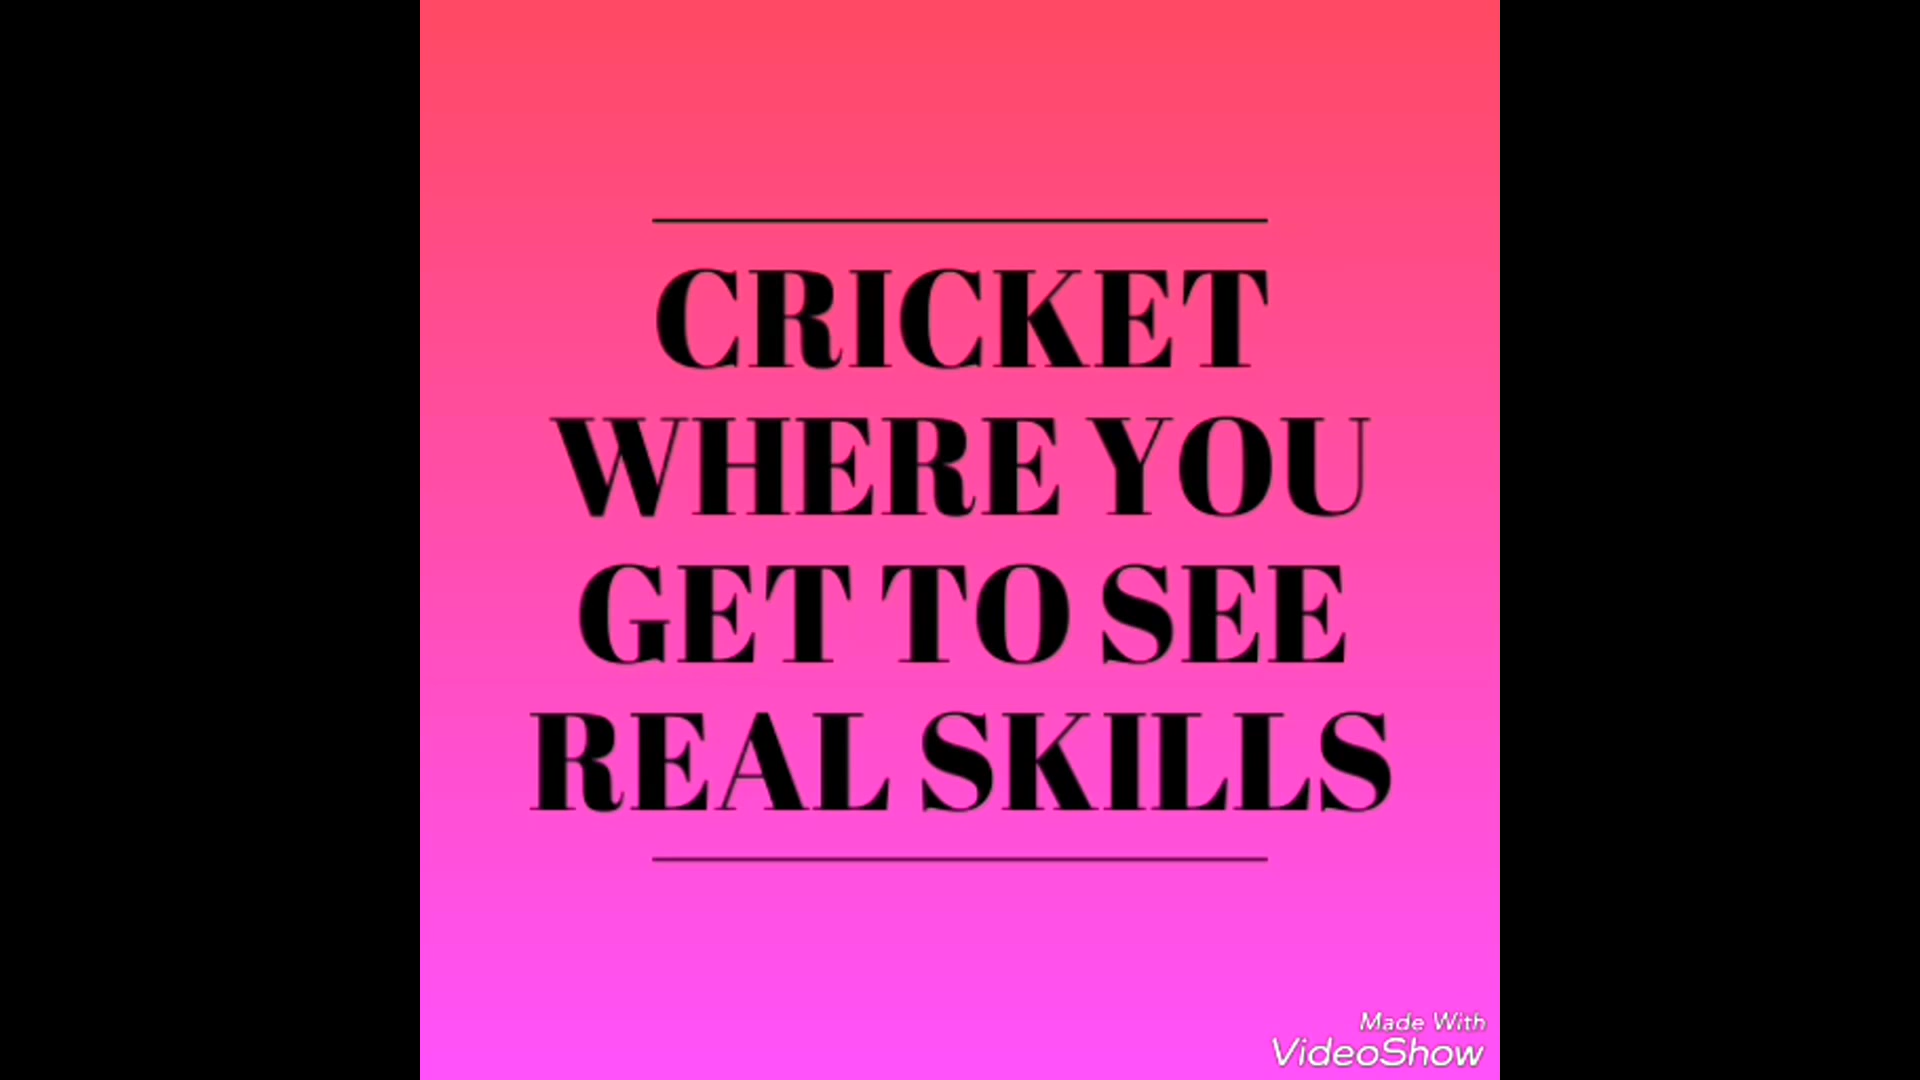 CRICKET
WHERE YOU
GET TO SEE
REAL SKILLS
Made With
VideoShow